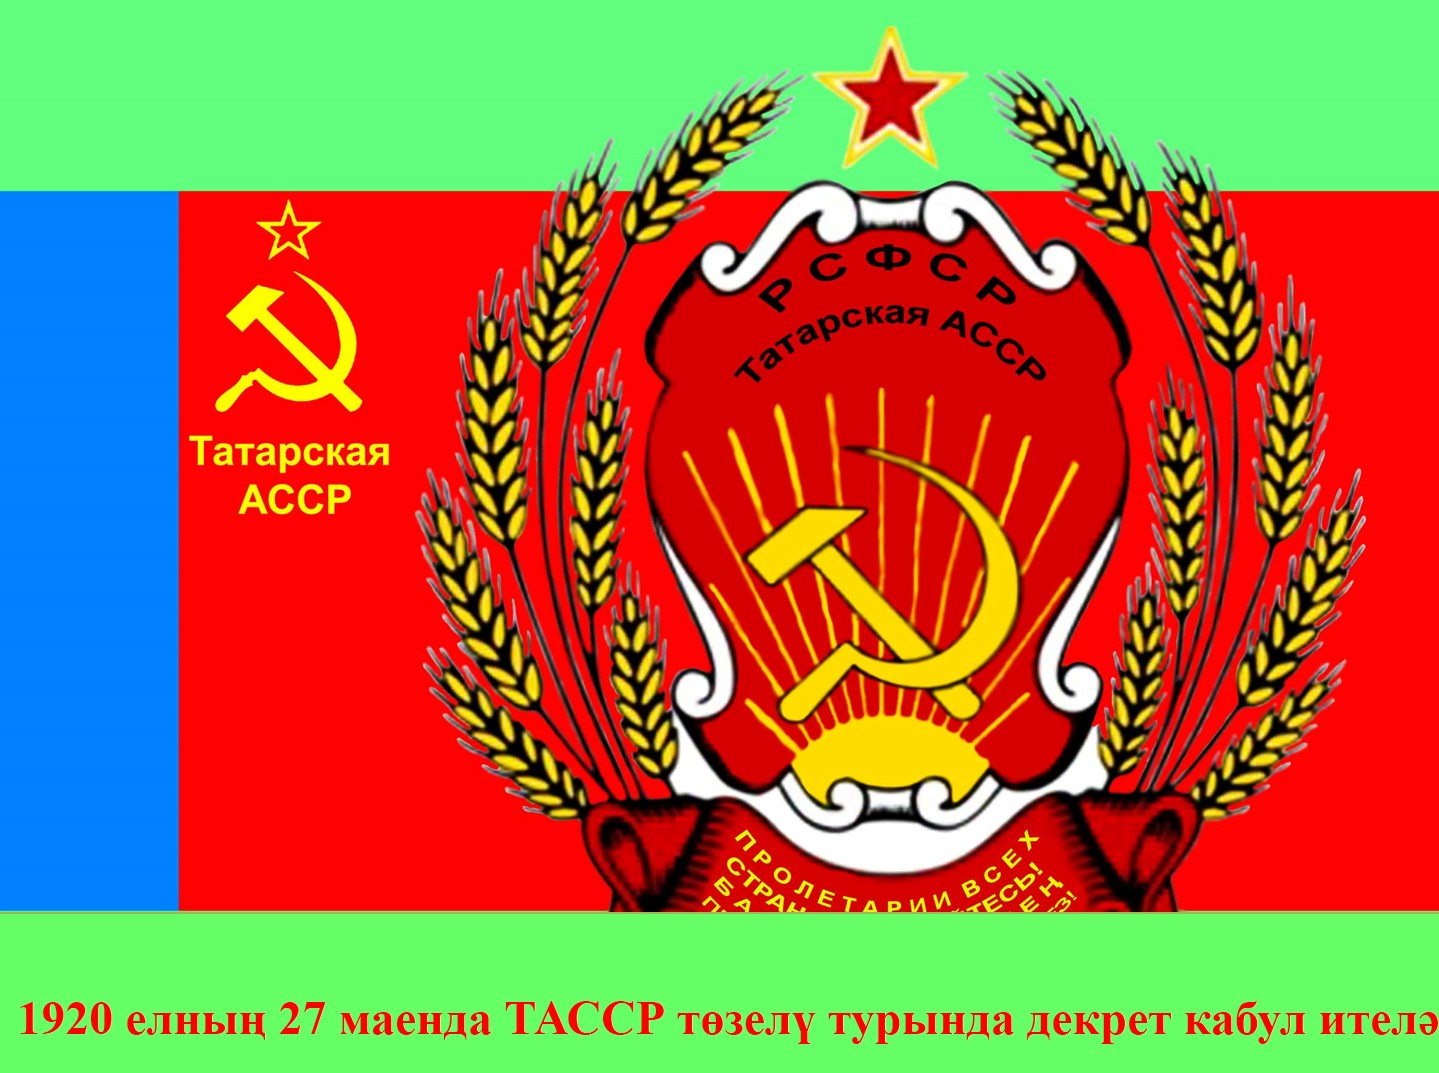 РСФСР
Татарская АССР
Татарская
АССР
ПРОЛЕТАРИИ ВСЕХ
1920 елның 27 маенда ТАССР төзелү турында декрет кабул ителә